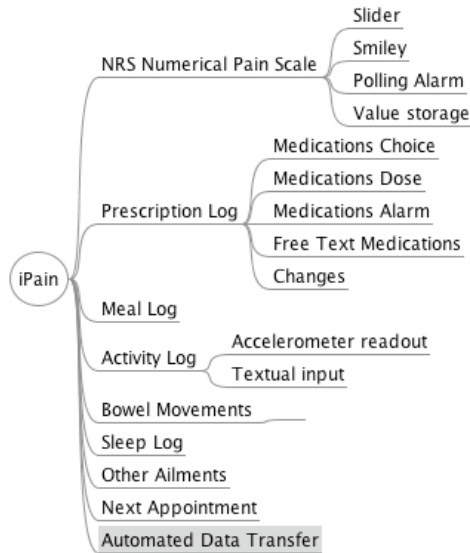 iPain
NRS Numerical Pain Scale
Slider
Smiley
Polling Alarm
Value storage
Prescription Log
Medications Choice
Medications Dose
Medications Alarm
Free Text Medications
Changes
Meal Log
Activity Log
Accelerometer readout
Textual input
Bowel Movements
Sleep Log
Other Ailments
Next Appointment
Automated Data Transfer